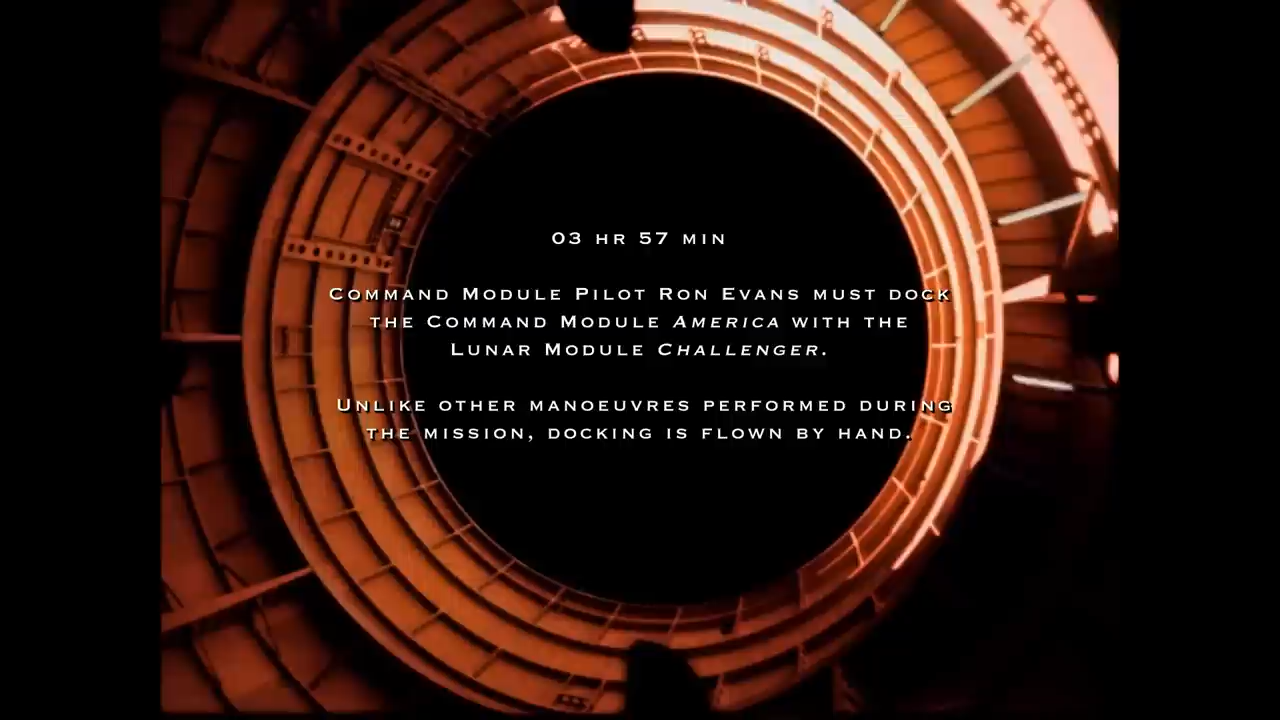 03 HR 57 MIN
COMMAND MODULE PILOT RON EVANS MUST DOCK
THE COMMAND MODULE AMERICA WITH THE
LUNAR MODULE CHALLENGER.
UNLIKE OTHER MANOEUVRES PERFORMED DURING
THE MISSION, DOCKING IS FLOWN BY HAND.